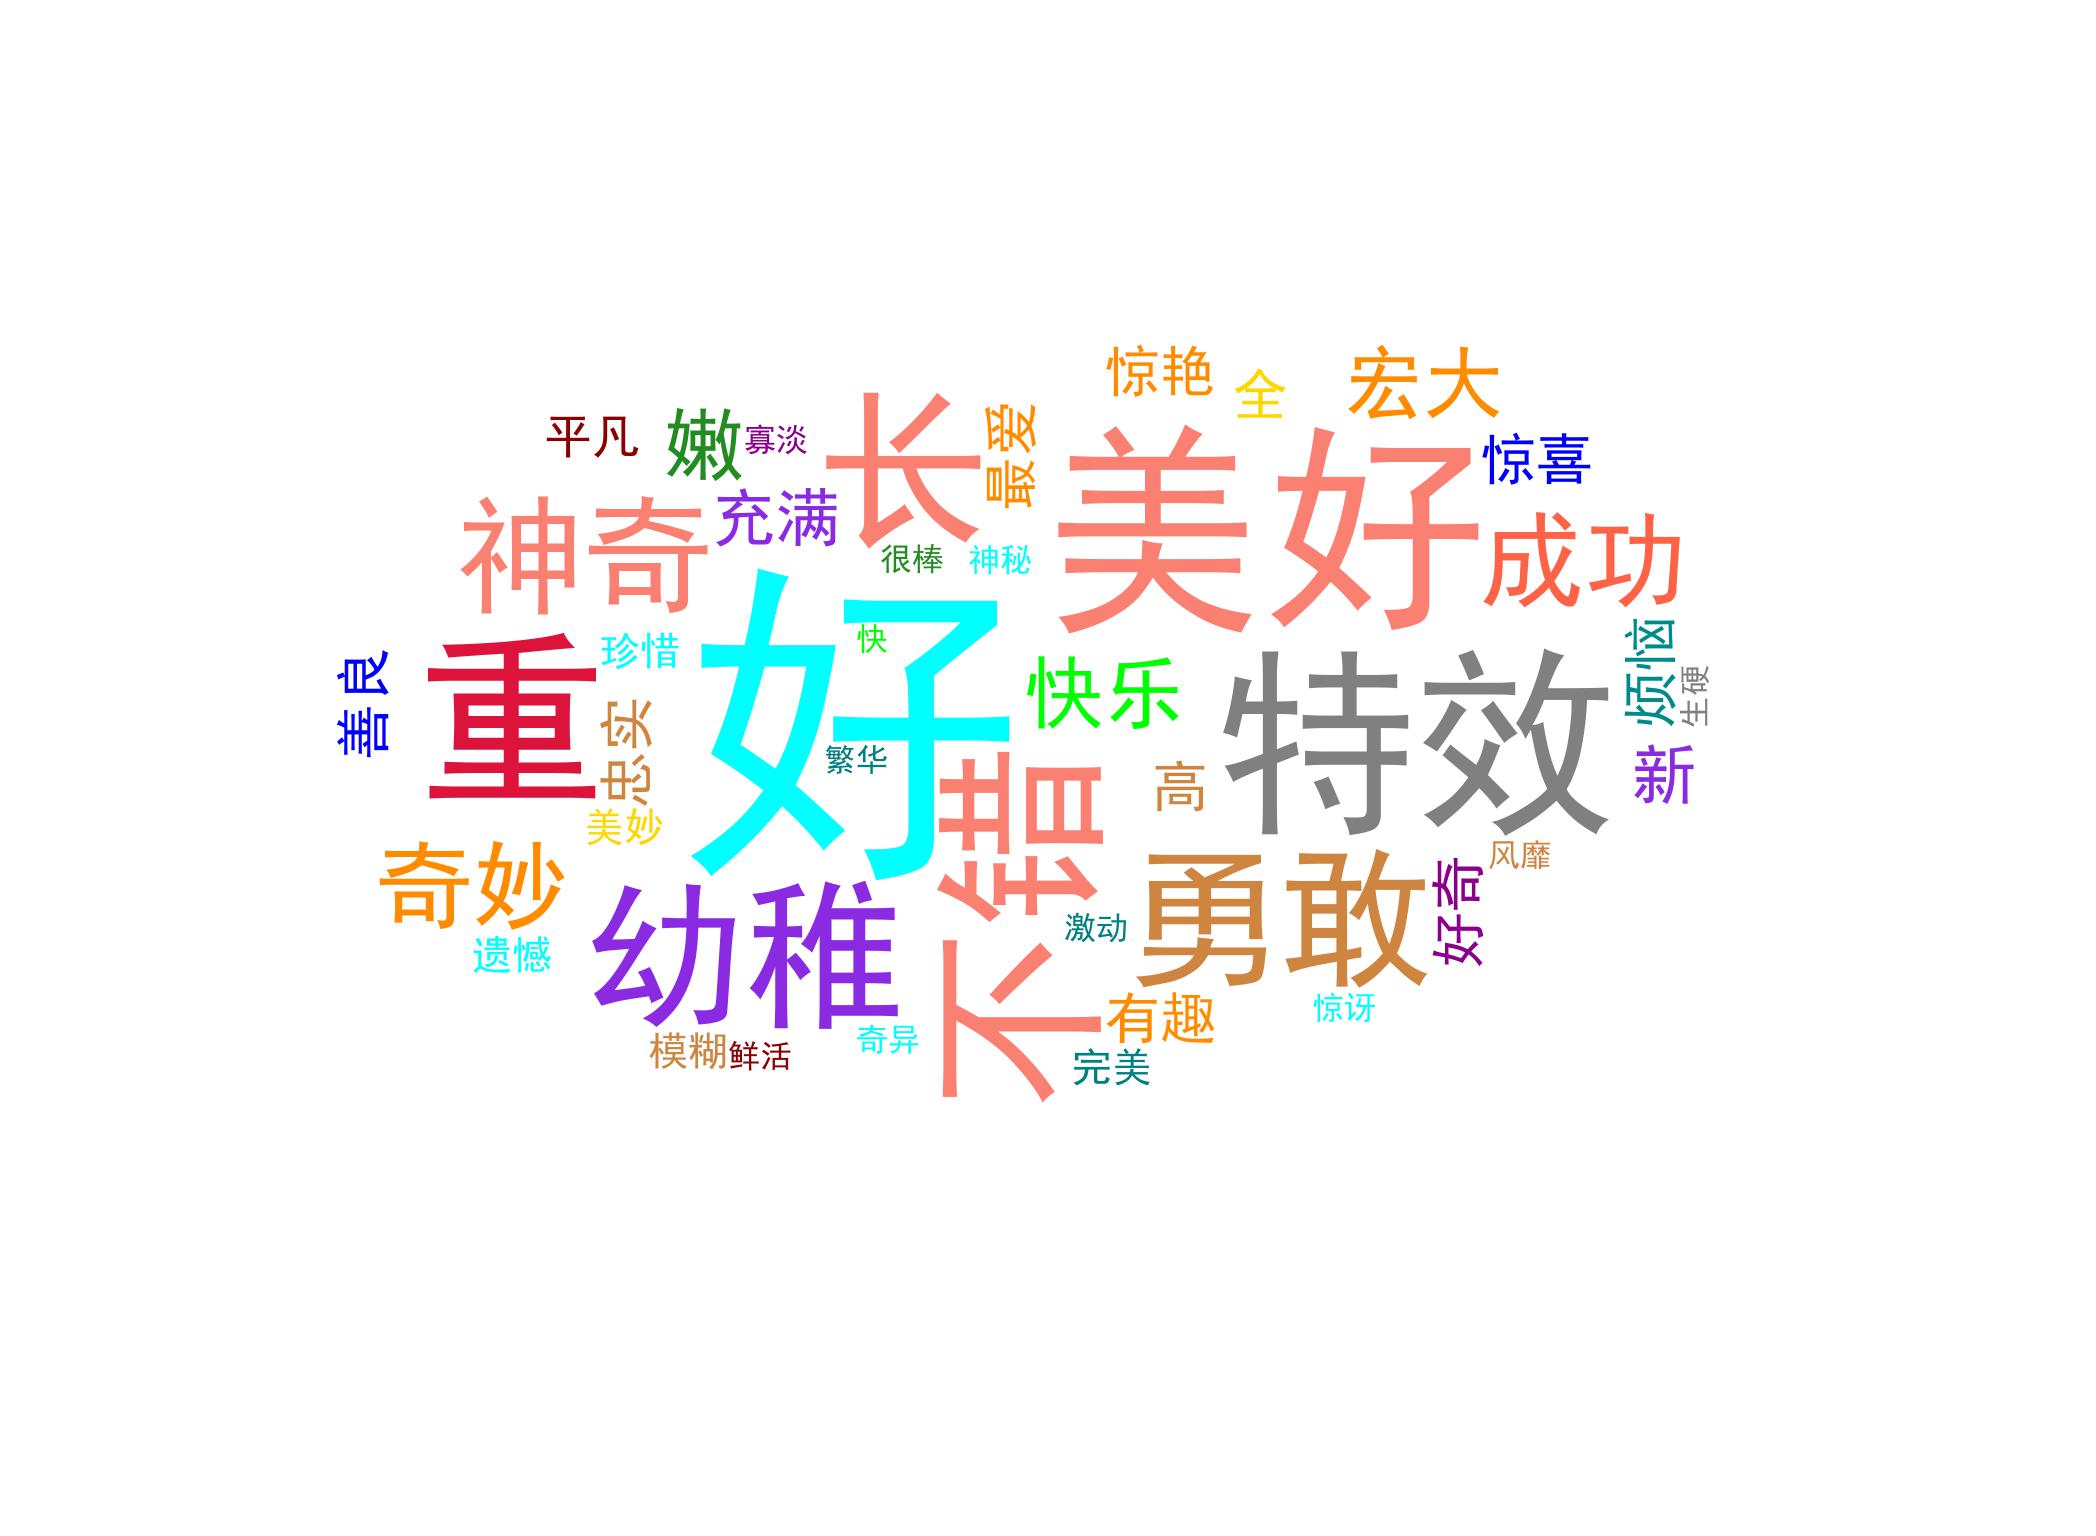 惊艳
全
宏大
平凡
嫩
寡淡
长
最爱
美好
惊喜
神奇
充满
很棒
神秘
成功
善良
重
珍惜
好
快
快乐
特效
烦恼
生硬
忠实
繁华
不错
高
新
美妙
奇妙
遗憾
幼稚
激动
勇敢
好奇
风靡
模糊
鲜活
奇异
有趣
完美
惊讶